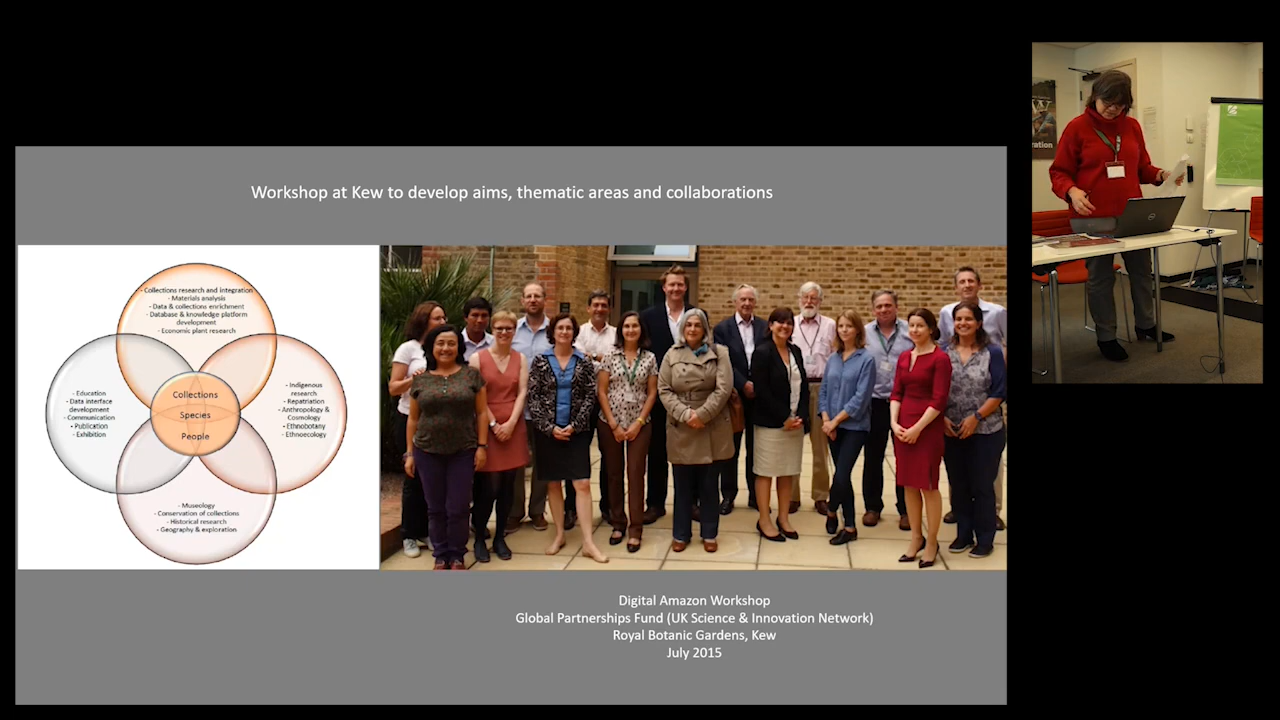 Workshop at Kew to develop aims, thematic areas and collaborations
- Collections research and integration
- Materials analysis
- Data & collections enrichment
- Database & knowledge platform
development
- Economic plant research
- Education
- Data interface
development
- Communication
- Publication
- Exhibition
Collections
Species
People
- Indigenous
research
- Repatriation
- Anthropology &
Cosmology
- Ethnobotany
- Ethnoecology
- Museology
- Conservation of collections
- Historical research
- Geography & exploration
Digital Amazon Workshop
Global Partnerships Fund (UK Science & Innovation Network)
Royal Botanic Gardens, Kew
July 2015
ration
DELL